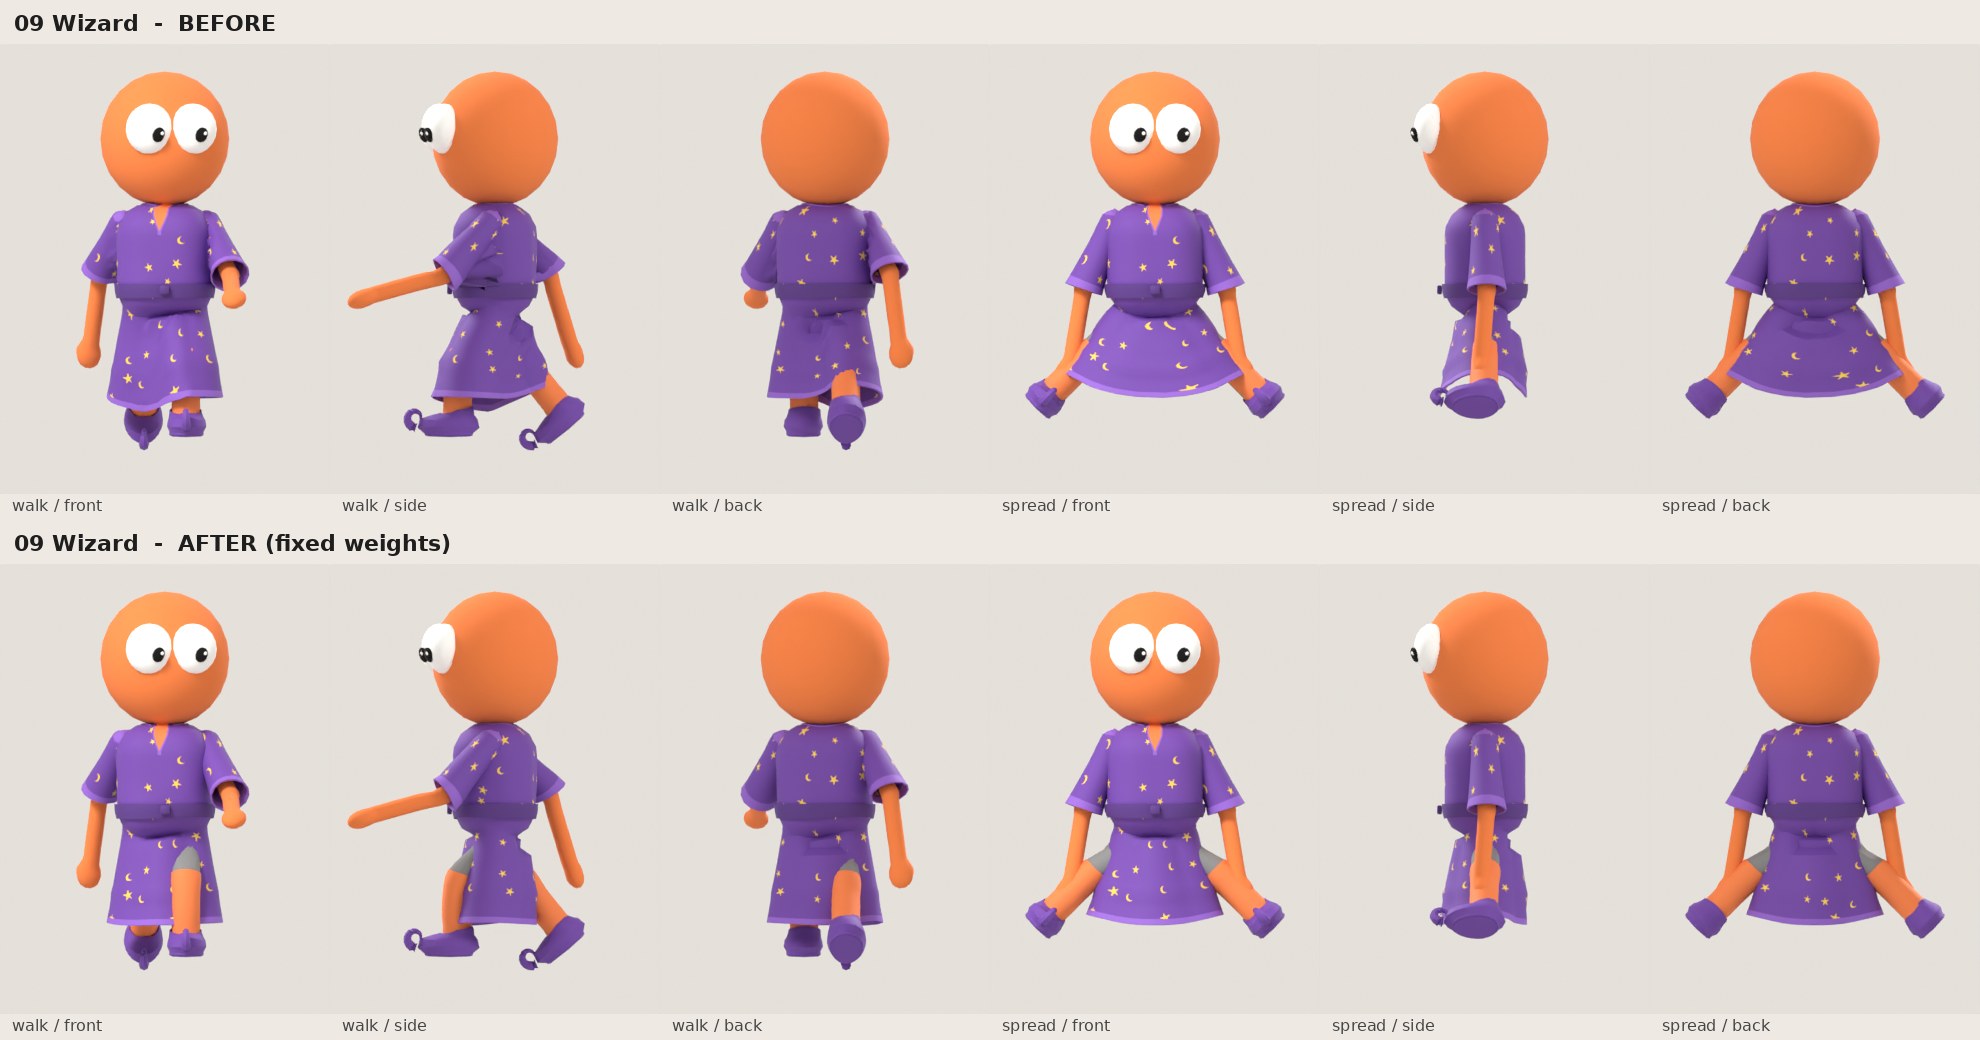 09 Wizard - BEFORE
walk / front
walk / side
walk / back
spread / front
spread / side
spread / back
09 Wizard - AFTER (fixed weights)
walk / front
walk / side
walk / back
spread / front
spread / side
spread / back